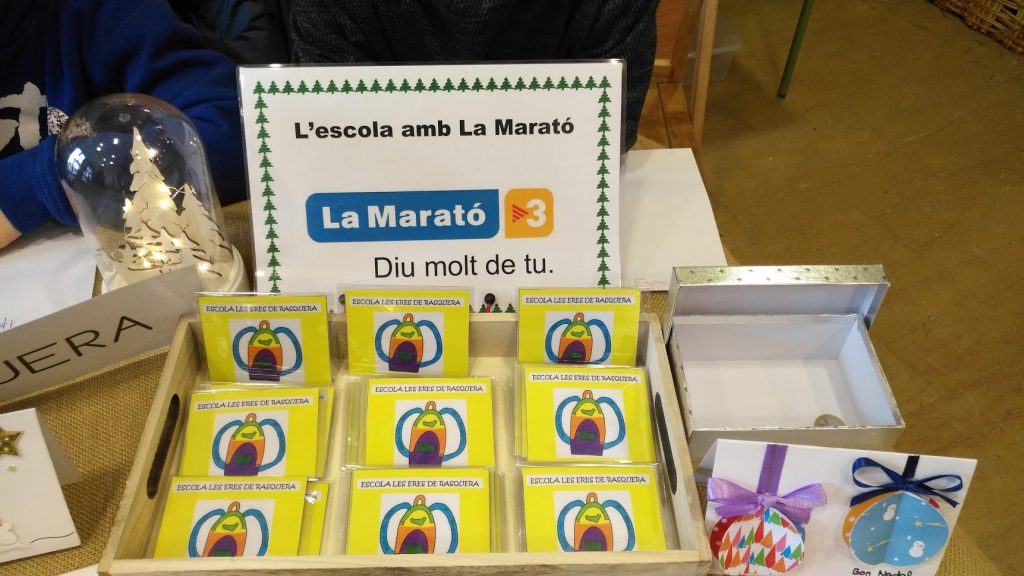 L'escola amb La Marató
La Marató 3
Diu molt de tu.
UERA
ESCOLA LES ERES DE RASQUERA
ESCOLA LES ERES DE RASQUERA
ESCOLA LES ERES DE RASQUERA
ESCOLA LES ERES DE RASQUERA
ESCOLA LES ERES DE RASQUERA
ESCOLA LES ERES DE RASQUERA
ESCOLA LES ERES DE RASQUERA
ESCOLA LES ERES DE RASQUERA
ESCOLA LES ERES DE RASQUERA
Bon Nadal